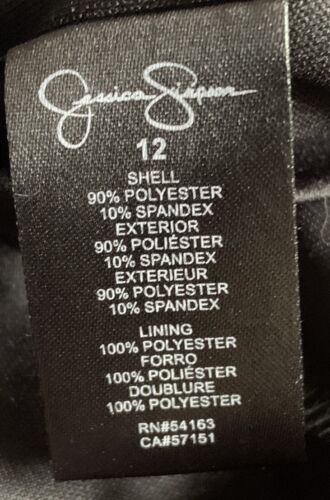 Jessica Simpson
12
SHELL
90% POLYESTER
10% SPANDEX
EXTERIOR
90% POLIÉSTER
10% SPANDEX
EXTERIEUR
90% POLYESTER
10% SPANDEX
LINING
100% POLYESTER
FORRO
100% POLIÉSTER
DOUBLURE
100% POLYESTER
RN#54163
CA#57151